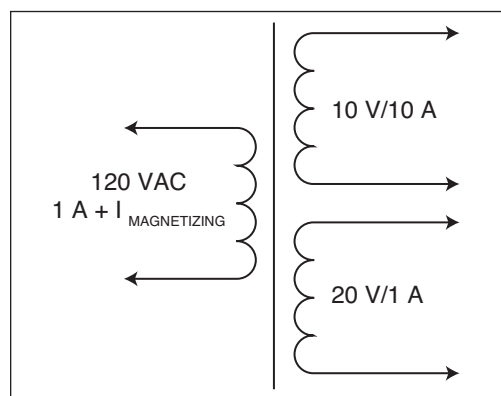 120 VAC
1 A + I MAGNETIZING
10 V/10 A
20 V/1 A